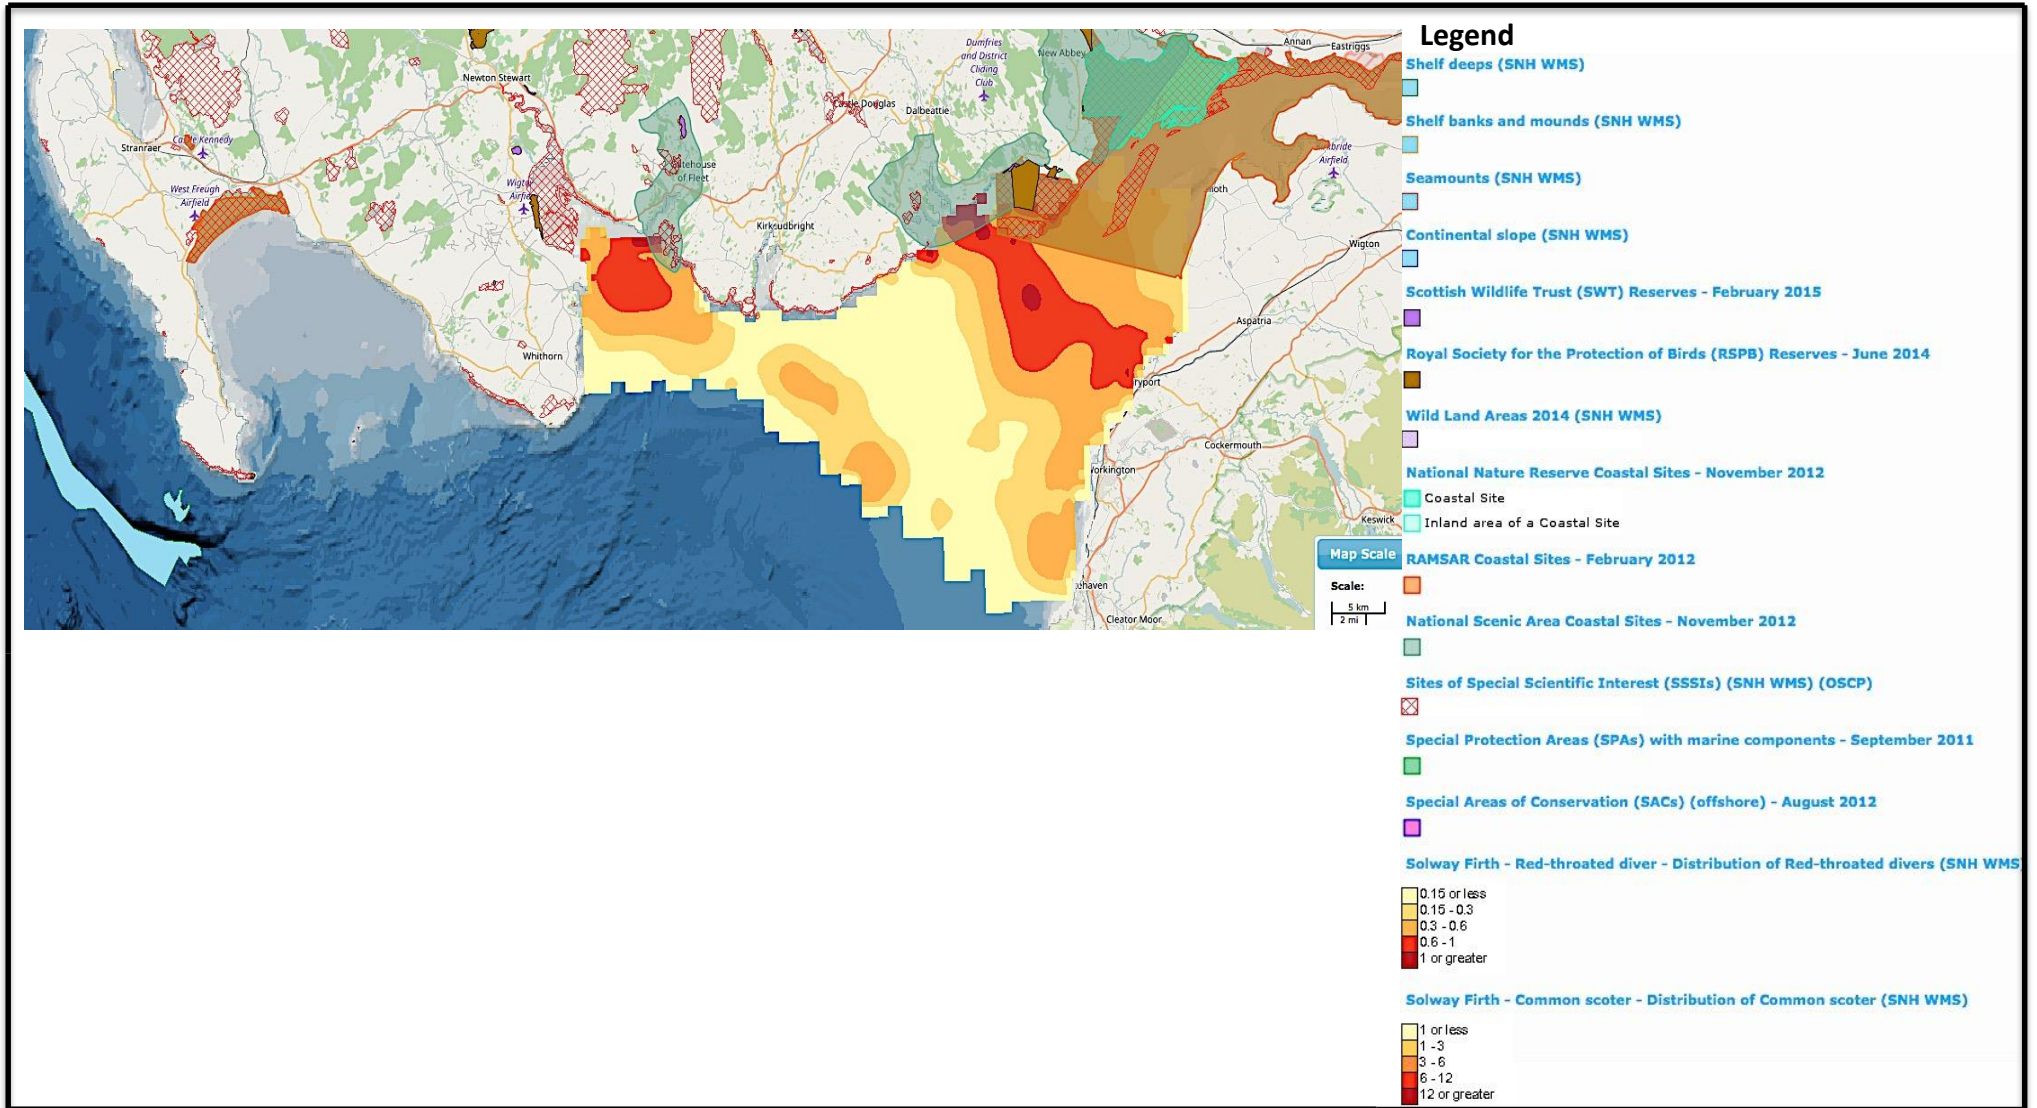 Legend
Shelf deeps (SNH WMS)
Shelf banks and mounds (SNH WMS)
Seamounts (SNH WMS)
Continental slope (SNH WMS)
Scottish Wildlife Trust (SWT) Reserves - February 2015
Royal Society for the Protection of Birds (RSPB) Reserves - June 2014
Wild Land Areas 2014 (SNH WMS)
National Nature Reserve Coastal Sites - November 2012
Coastal Site
Inland area of a Coastal Site
RAMSAR Coastal Sites - February 2012
National Scenic Area Coastal Sites - November 2012
Sites of Special Scientific Interest (SSSIs) (SNH WMS) (OSCP)
Special Protection Areas (SPAs) with marine components - September 2011
Special Areas of Conservation (SACs) (offshore) - August 2012
Solway Firth - Red-throated diver - Distribution of Red-throated divers (SNH WMS
0.15 or less
0.15 - 0.3
0.3 - 0.6
0.6 - 1
1 or greater
Solway Firth - Common scoter - Distribution of Common scoter (SNH WMS)
1 or less
1 - 3
3 - 6
6 - 12
12 or greater
Dumfries
and District
Gliding
Club
New Abbey
Annan
Eastriggs
Newton Stewart
Castle Douglas
Dalbeattie
Castle Kennedy
Stranraer
West Freugh
Airfield
Airfield
of Fleet
Kirkcudbright
Wigton
Aspatria
Whithorn
ryport
Cockermouth
Workington
Keswick
ehaven
Cleator Moor
Map Scale
Scale:
5 km
2 mi